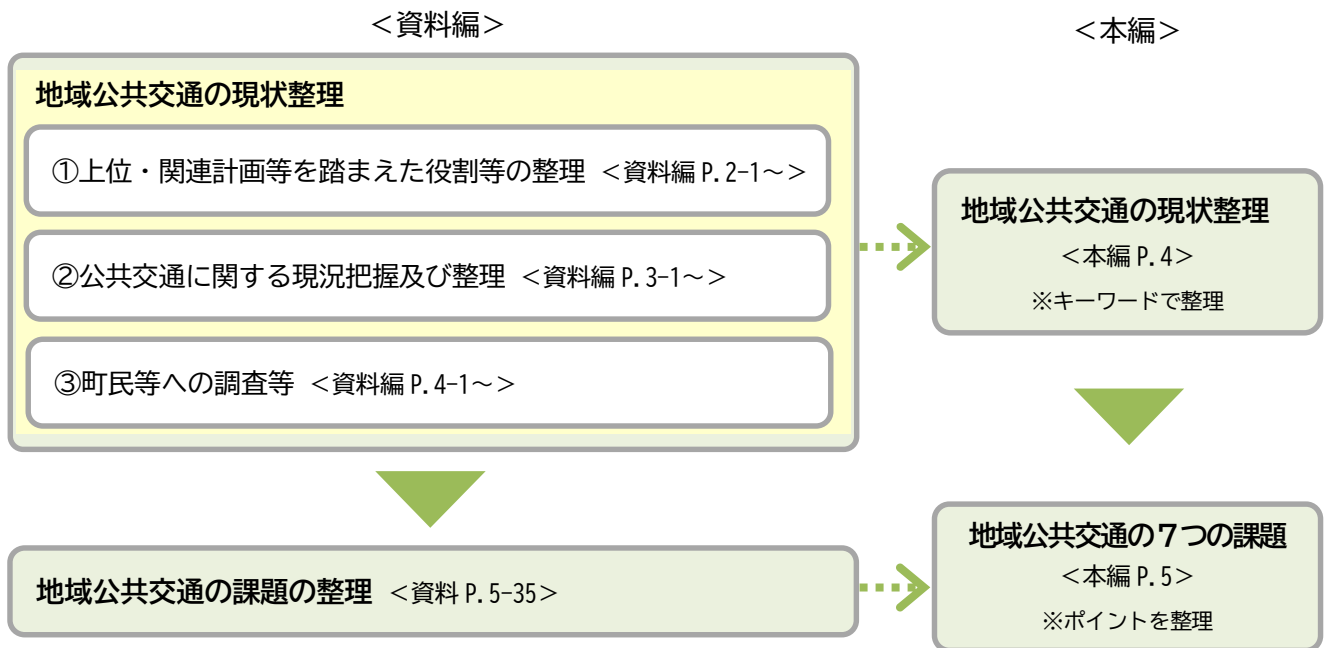 ＜資料編＞
＜本編＞
地域公共交通の現状整理
①上位・関連計画等を踏まえた役割等の整理 ＜資料編 P.2-1～＞
②公共交通に関する現況把握及び整理 ＜資料編 P.3-1～＞
③町民等への調査等 ＜資料編 P.4-1～＞
地域公共交通の現状整理
＜本編 P.4＞
※キーワードで整理
地域公共交通の課題の整理 ＜資料 P.5-35＞
地域公共交通の７つの課題
＜本編 P.5＞
※ポイントを整理